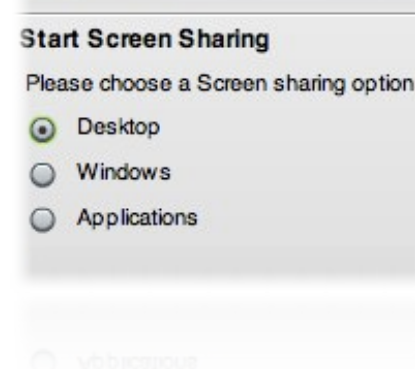 Start Screen Sharing
Please choose a Screen sharing option
Desktop
Windows
Applications